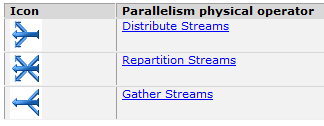 Icon Parallelism physical operator
Distribute Streams
Repartition Streams
Gather Streams